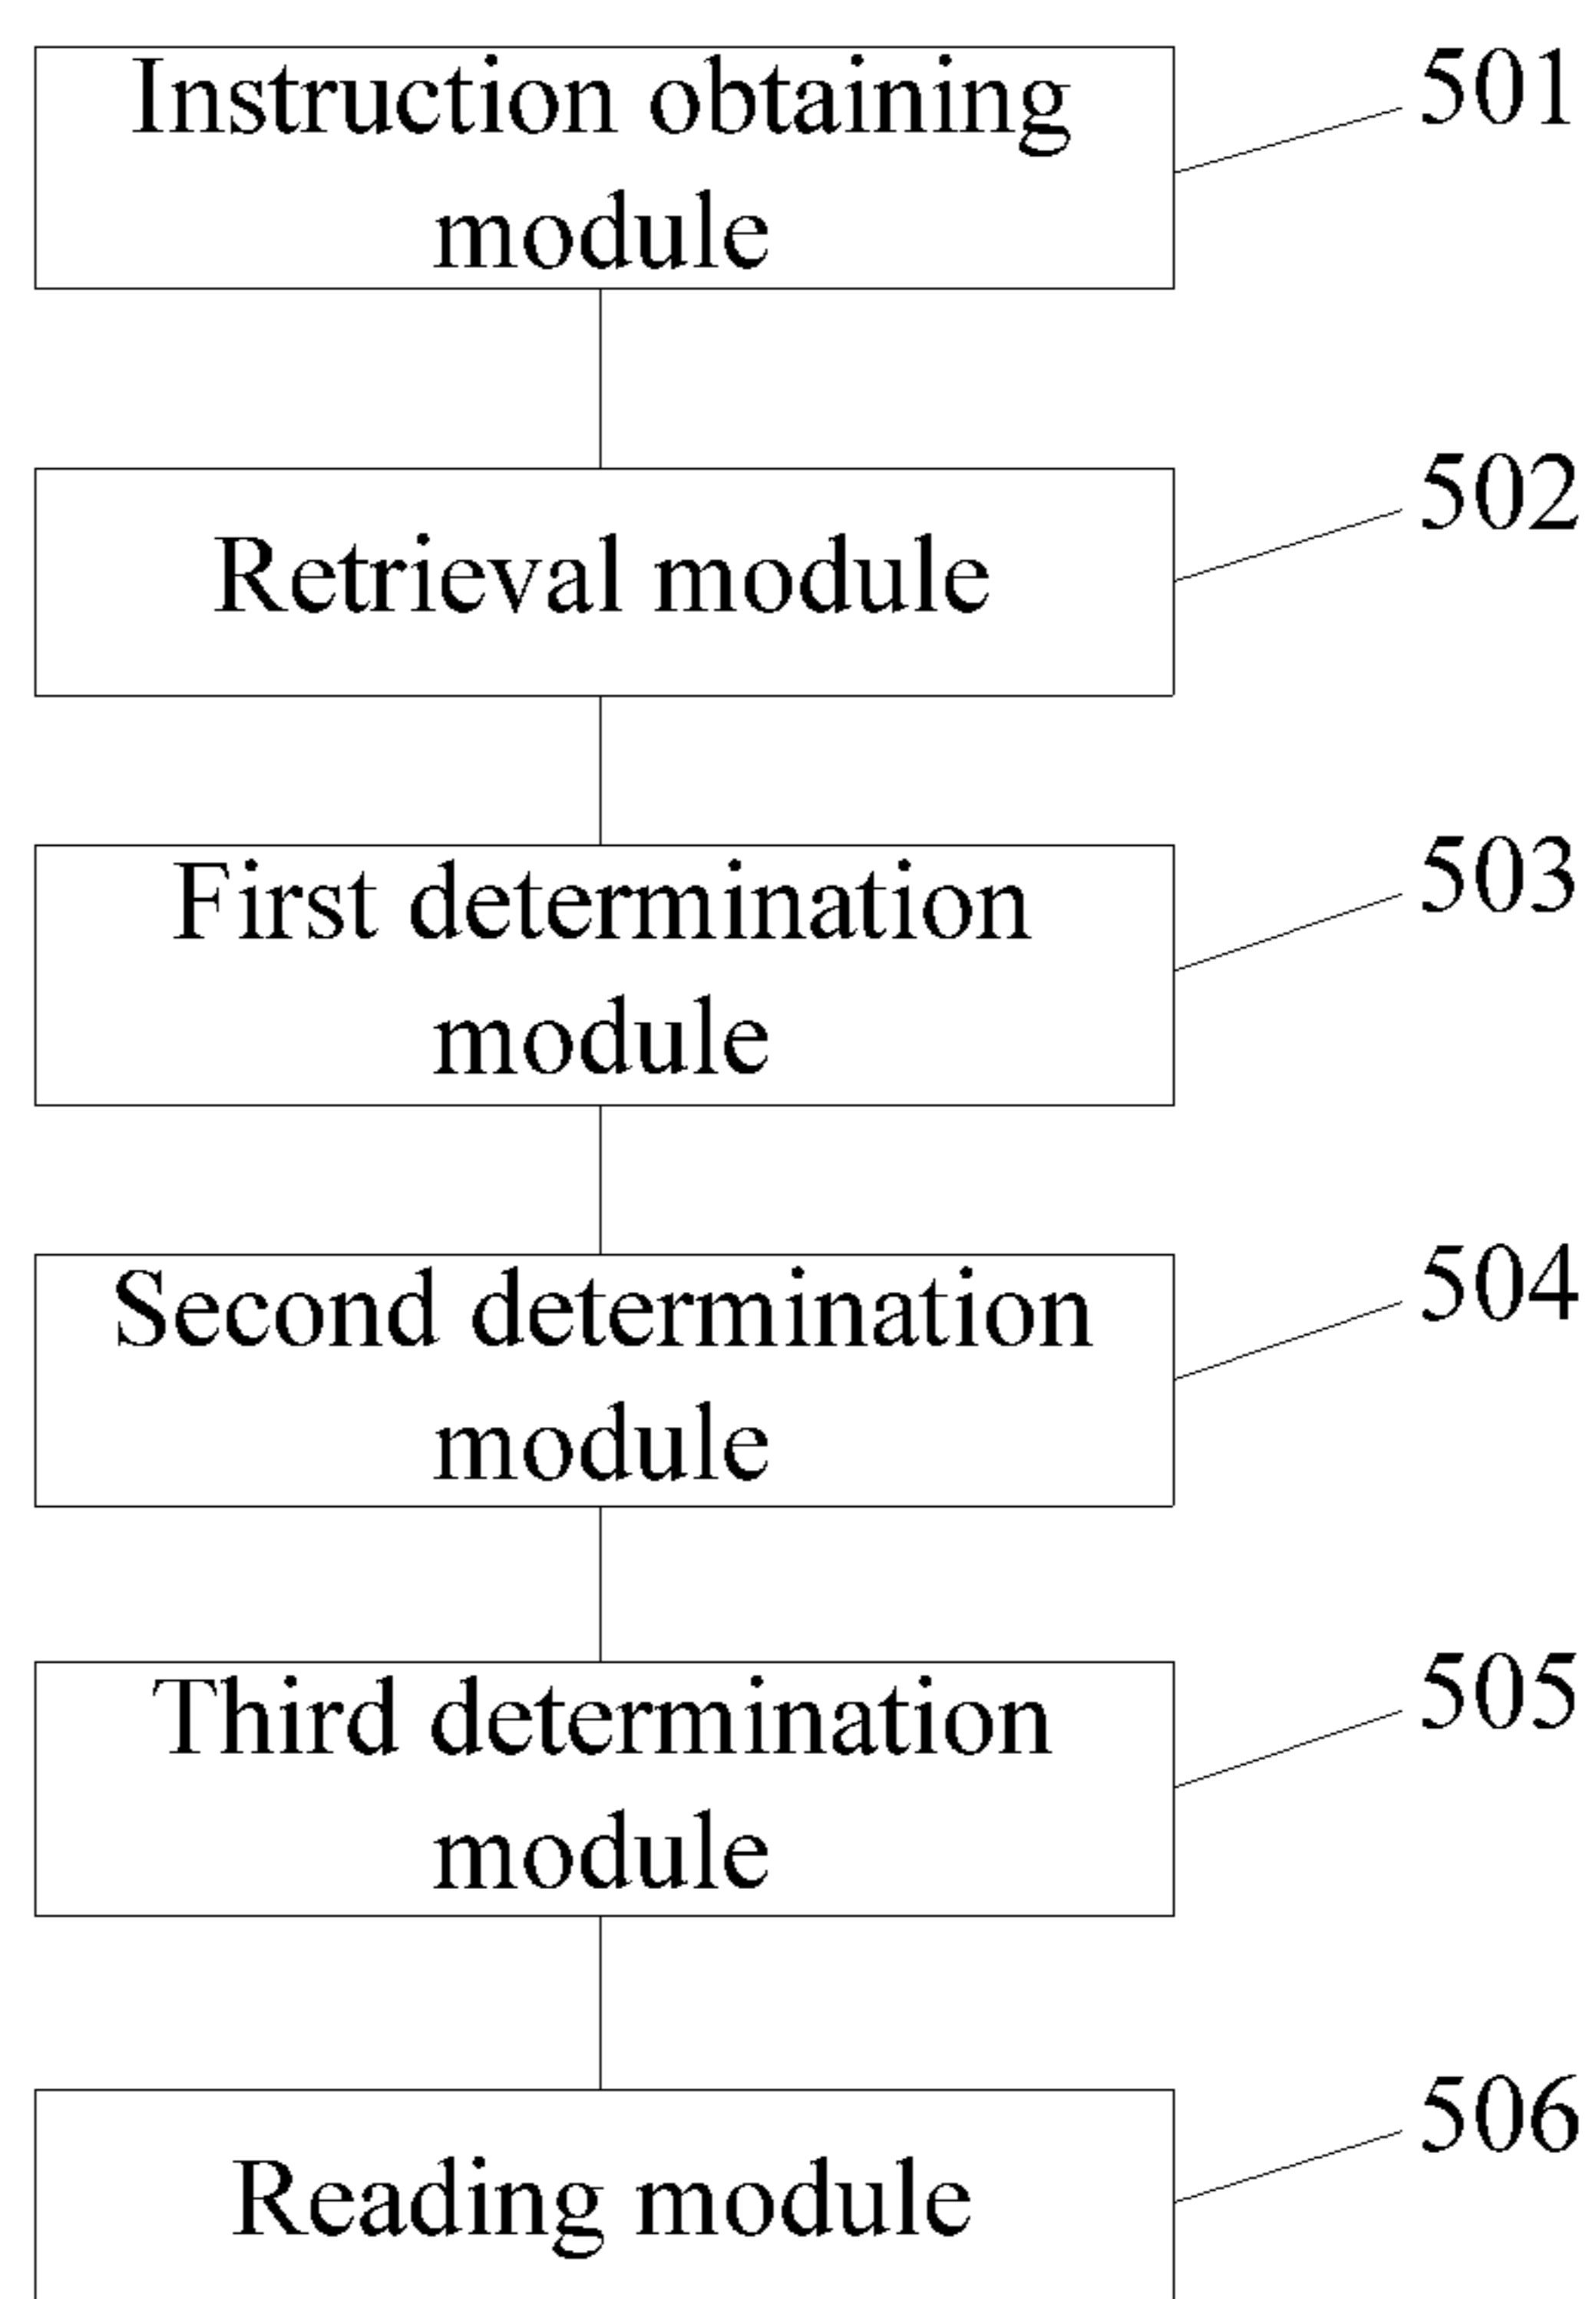 Instruction obtaining
module
501
Retrieval module
502
First determination
module
503
Second determination
module
504
Third determination
module
505
Reading module
506